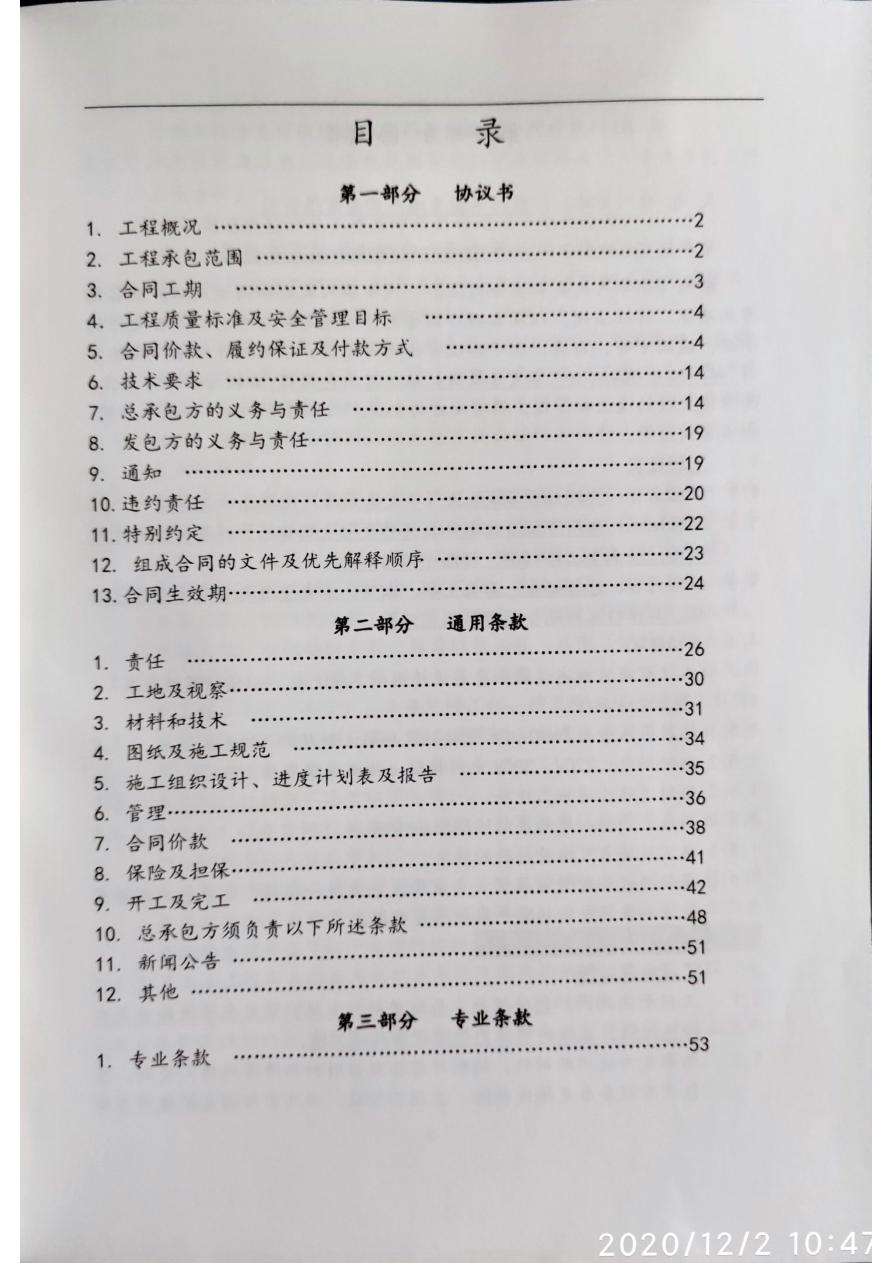 目 录
第一部分 协议书
1. 工程概况 ……………………………………………………………2
2. 工程承包范围 ………………………………………………………2
3. 合同工期 …………………………………………………………3
4. 工程质量标准及安全管理目标 …………………………………4
5. 合同价款、履约保证及付款方式 ………………………………4
6. 技术要求 …………………………………………………………14
7. 总承包方的义务与责任 …………………………………………14
8. 发包方的义务与责任………………………………………………19
9. 通知 ………………………………………………………………19
10.违约责任 …………………………………………………………20
11.特别约定 …………………………………………………………22
12. 组成合同的文件及优先解释顺序 ………………………………23
13.合同生效期…………………………………………………………24
第二部分 通用条款
1. 责任 ………………………………………………………………26
2. 工地及视察…………………………………………………………30
3. 材料和技术 ………………………………………………………31
4. 图纸及施工规范 …………………………………………………34
5. 施工组织设计、进度计划表及报告 ……………………………35
6. 管理…………………………………………………………………36
7. 合同价款 …………………………………………………………38
8. 保险及担保…………………………………………………………41
9. 开工及完工 ………………………………………………………42
10. 总承包方须负责以下所述条款 …………………………………48
11. 新闻公告 …………………………………………………………51
12. 其他 ………………………………………………………………51
第三部分 专业条款
1. 专业条款 …………………………………………………………53
2020/12/2 10:47